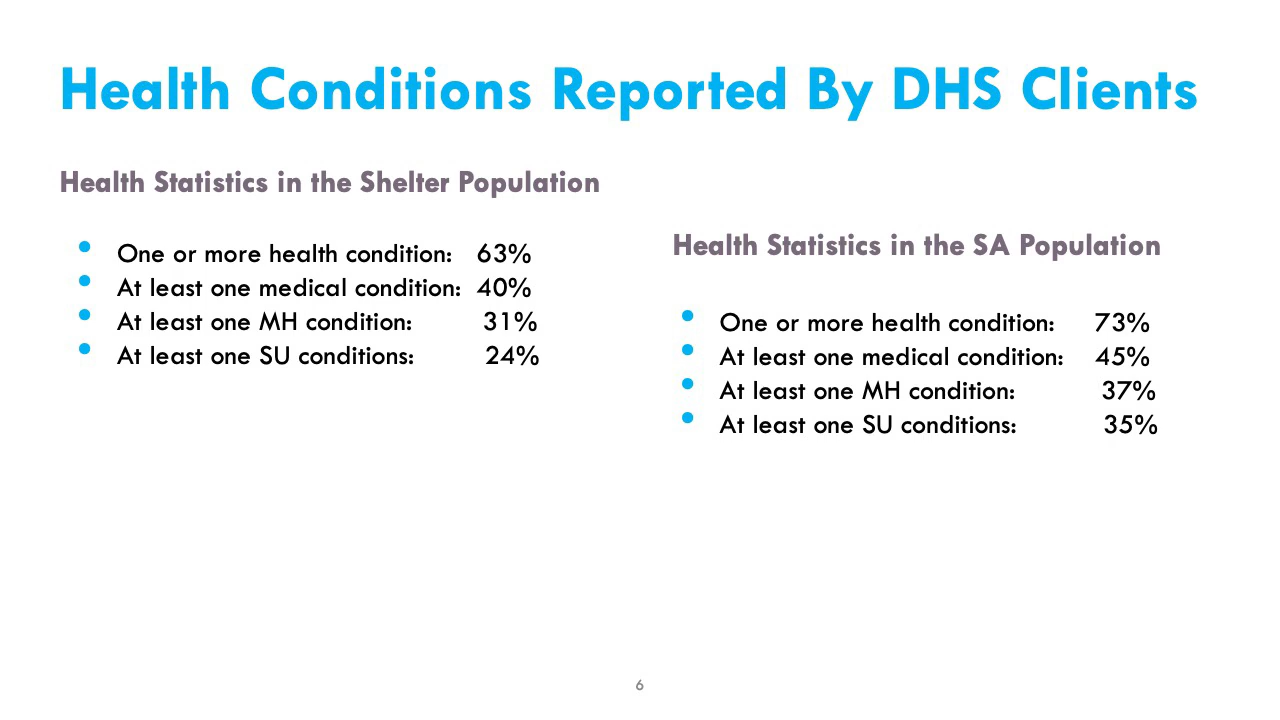 Health Conditions Reported By DHS Clients
Health Statistics in the Shelter Population
• One or more health condition: 63%
• At least one medical condition: 40%
• At least one MH condition: 31%
• At least one SU conditions: 24%
Health Statistics in the SA Population
• One or more health condition: 73%
• At least one medical condition: 45%
• At least one MH condition: 37%
• At least one SU conditions: 35%
6